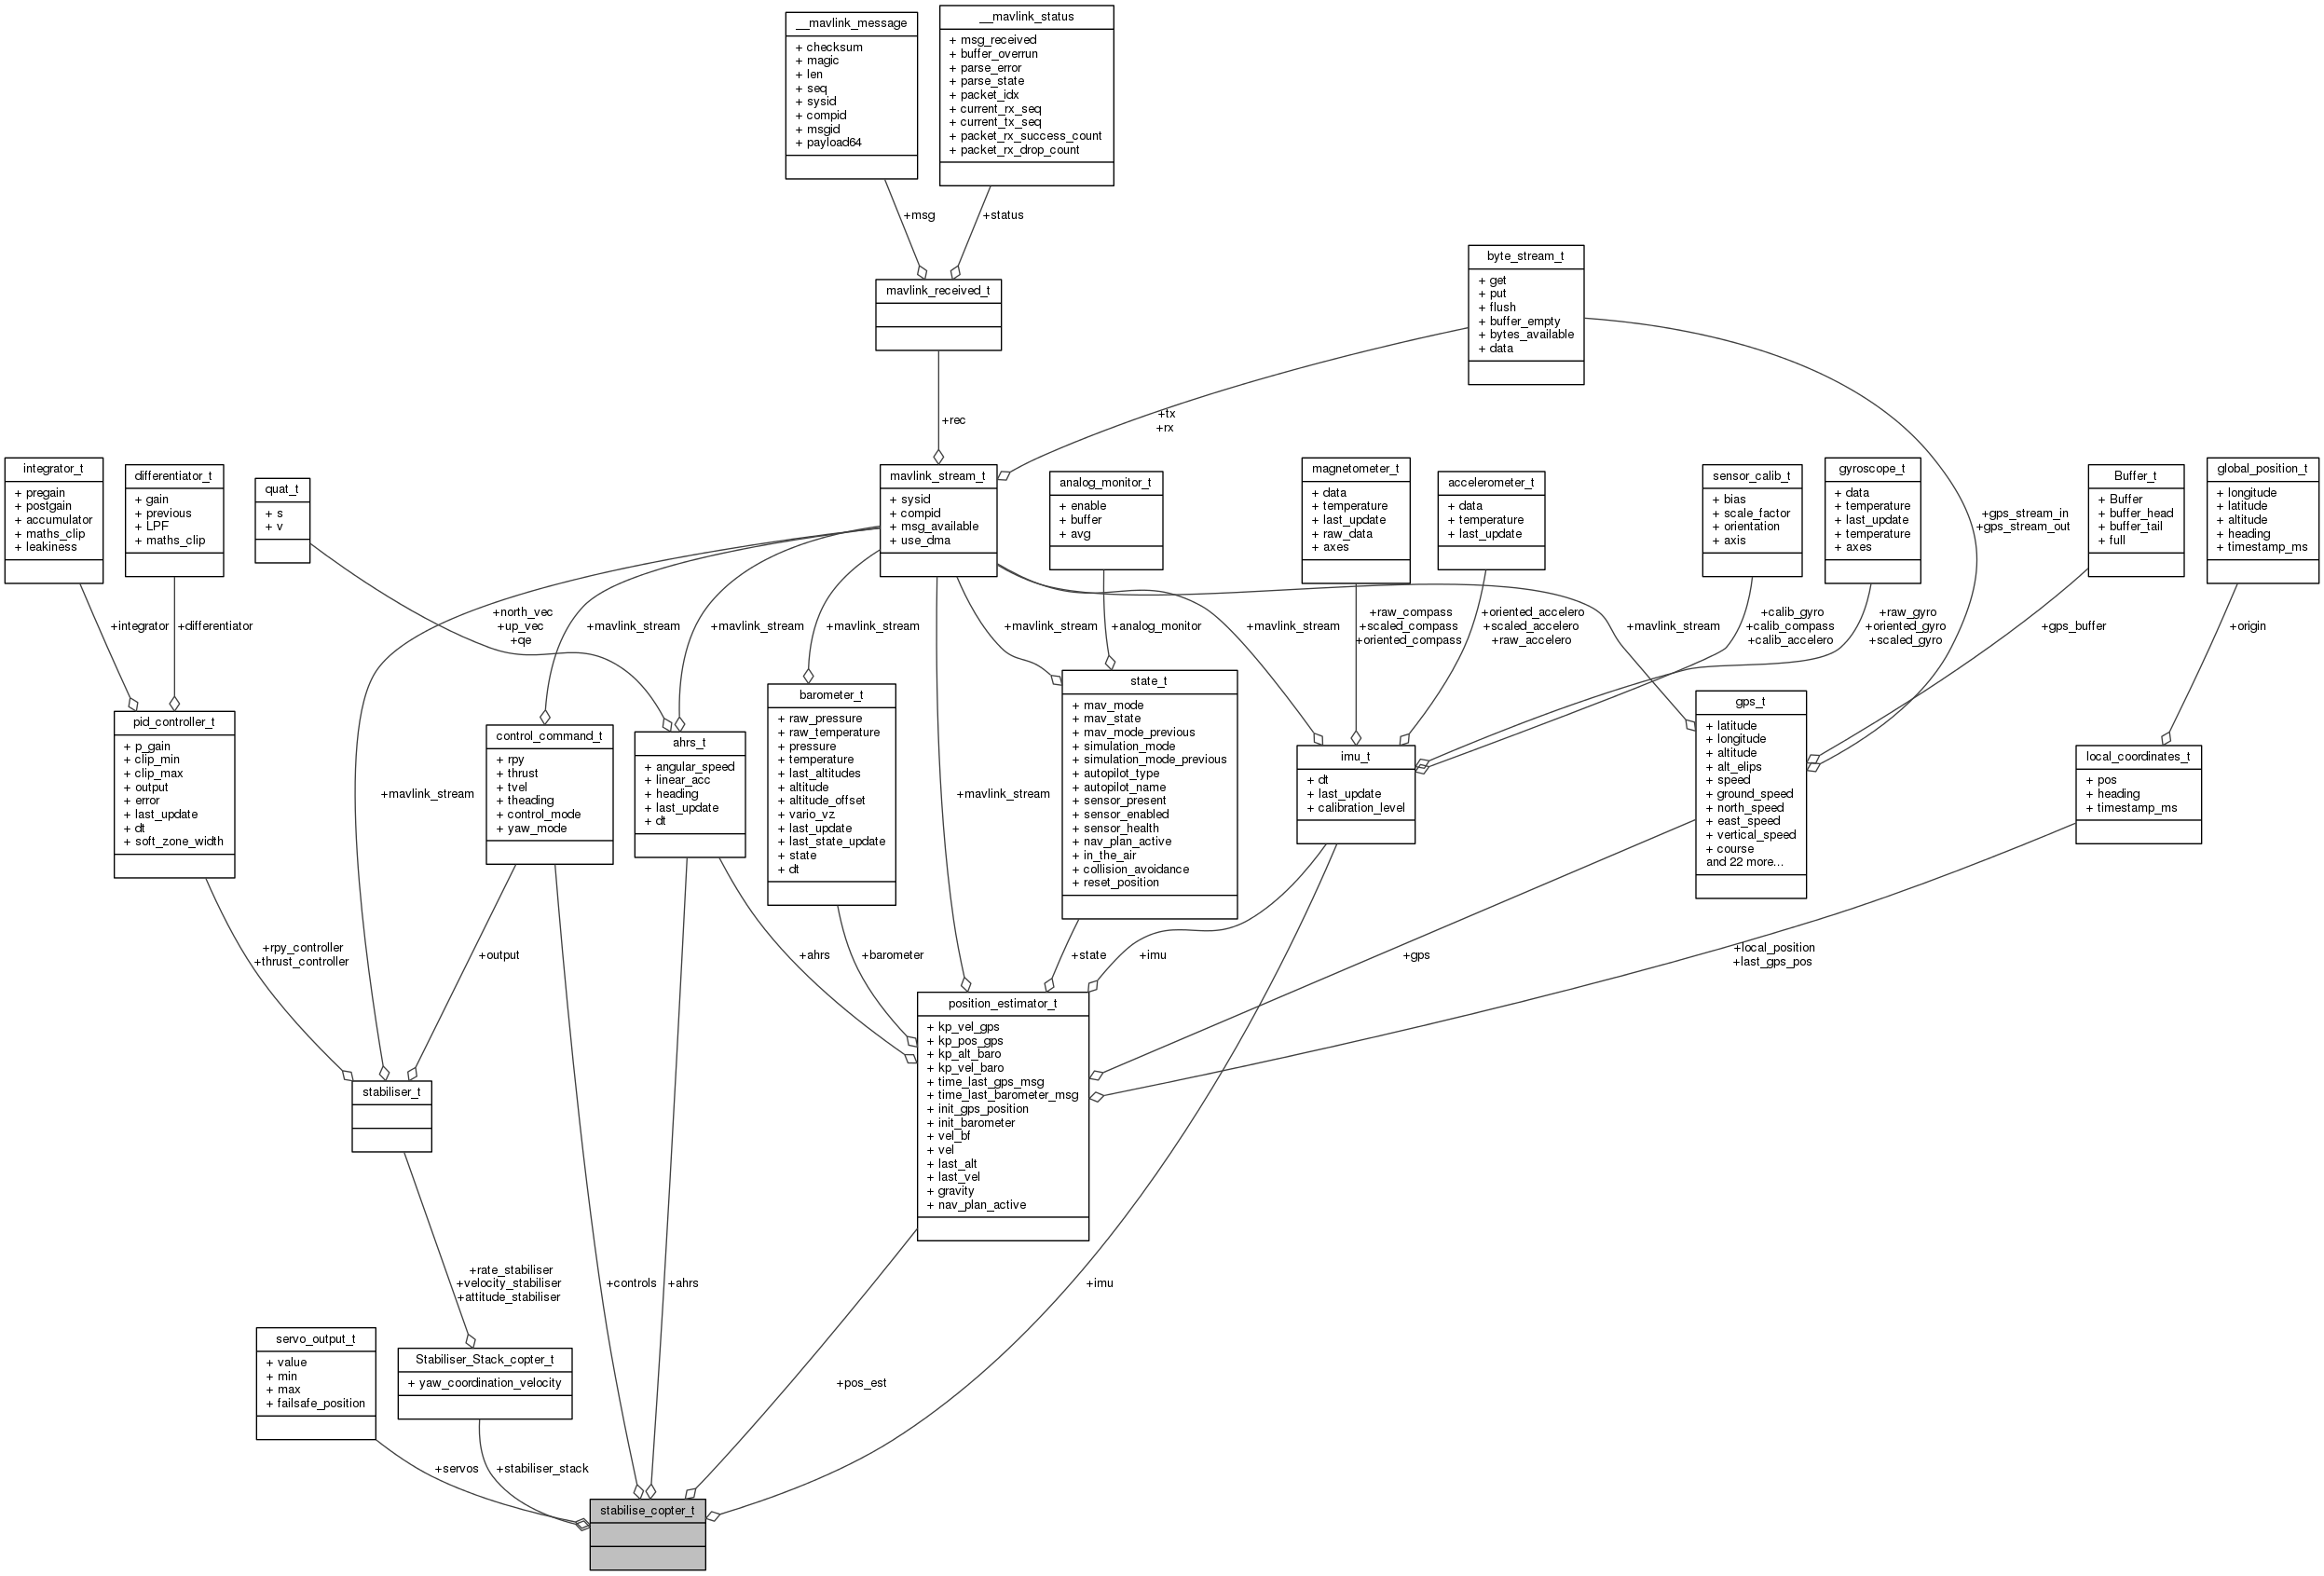 __mavlink_message
+ checksum
+ magic
+ len
+ seq
+ sysid
+ compid
+ msgid
+ payload64
__mavlink_status
+ msg_received
+ buffer_overrun
+ parse_error
+ parse_state
+ packet_idx
+ current_rx_seq
+ current_tx_seq
+ packet_rx_success_count
+ packet_rx_drop_count
+msg
+status
mavlink_received_t
byte_stream_t
+ get
+ put
+ flush
+ buffer_empty
+ bytes_available
+ data
+rec
+tx
+rx
+gps_stream_in
+gps_stream_out
integrator_t
+ pregain
+ postgain
+ accumulator
+ maths_clip
+ leakiness
differentiator_t
+ gain
+ previous
+ LPF
+ maths_clip
quat_t
+ s
+ v
mavlink_stream_t
+ sysid
+ compid
+ msg_available
+ use_dma
analog_monitor_t
+ enable
+ buffer
+ avg
magnetometer_t
+ data
+ temperature
+ last_update
+ raw_data
+ axes
accelerometer_t
+ data
+ temperature
+ last_update
sensor_calib_t
+ bias
+ scale_factor
+ orientation
+ axis
gyroscope_t
+ data
+ temperature
+ last_update
+ temperature
+ axes
Buffer_t
+ Buffer
+ buffer_head
+ buffer_tail
+ full
global_position_t
+ longitude
+ latitude
+ altitude
+ heading
+ timestamp_ms
+integrator
+differentiator
+north_vec
+up_vec
+qe
+mavlink_stream
+mavlink_stream
+mavlink_stream
+mavlink_stream
+analog_monitor
+mavlink_stream
+raw_compass
+scaled_compass
+oriented_compass
+oriented_accelero
+scaled_accelero
+raw_accelero
+mavlink_stream
+calib_gyro
+calib_compass
+calib_accelero
+raw_gyro
+oriented_gyro
+scaled_gyro
+gps_buffer
+origin
pid_controller_t
+ p_gain
+ clip_min
+ clip_max
+ output
+ error
+ last_update
+ dt
+ soft_zone_width
+mavlink_stream
control_command_t
+ rpy
+ thrust
+ tvel
+ theading
+ control_mode
+ yaw_mode
ahrs_t
+ angular_speed
+ linear_acc
+ heading
+ last_update
+ dt
barometer_t
+ raw_pressure
+ raw_temperature
+ pressure
+ temperature
+ last_altitudes
+ altitude
+ altitude_offset
+ vario_vz
+ last_update
+ last_state_update
+ state
+ dt
+mavlink_stream
state_t
+ mav_mode
+ mav_state
+ mav_mode_previous
+ simulation_mode
+ simulation_mode_previous
+ autopilot_type
+ autopilot_name
+ sensor_present
+ sensor_enabled
+ sensor_health
+ nav_plan_active
+ in_the_air
+ collision_avoidance
+ reset_position
imu_t
+ dt
+ last_update
+ calibration_level
gps_t
+ latitude
+ longitude
+ altitude
+ alt_elips
+ speed
+ ground_speed
+ north_speed
+ east_speed
+ vertical_speed
+ course
and 22 more...
local_coordinates_t
+ pos
+ heading
+ timestamp_ms
+rpy_controller
+thrust_controller
+output
+ahrs
+barometer
+state
+imu
+gps
+local_position
+last_gps_pos
stabiliser_t
position_estimator_t
+ kp_vel_gps
+ kp_pos_gps
+ kp_alt_baro
+ kp_vel_baro
+ time_last_gps_msg
+ time_last_barometer_msg
+ init_gps_position
+ init_barometer
+ vel_bf
+ vel
+ last_alt
+ last_vel
+ gravity
+ nav_plan_active
+rate_stabiliser
+velocity_stabiliser
+attitude_stabiliser
+controls
+ahrs
+imu
servo_output_t
+ value
+ min
+ max
+ failsafe_position
Stabiliser_Stack_copter_t
+ yaw_coordination_velocity
+pos_est
+servos
+stabiliser_stack
stabilise_copter_t